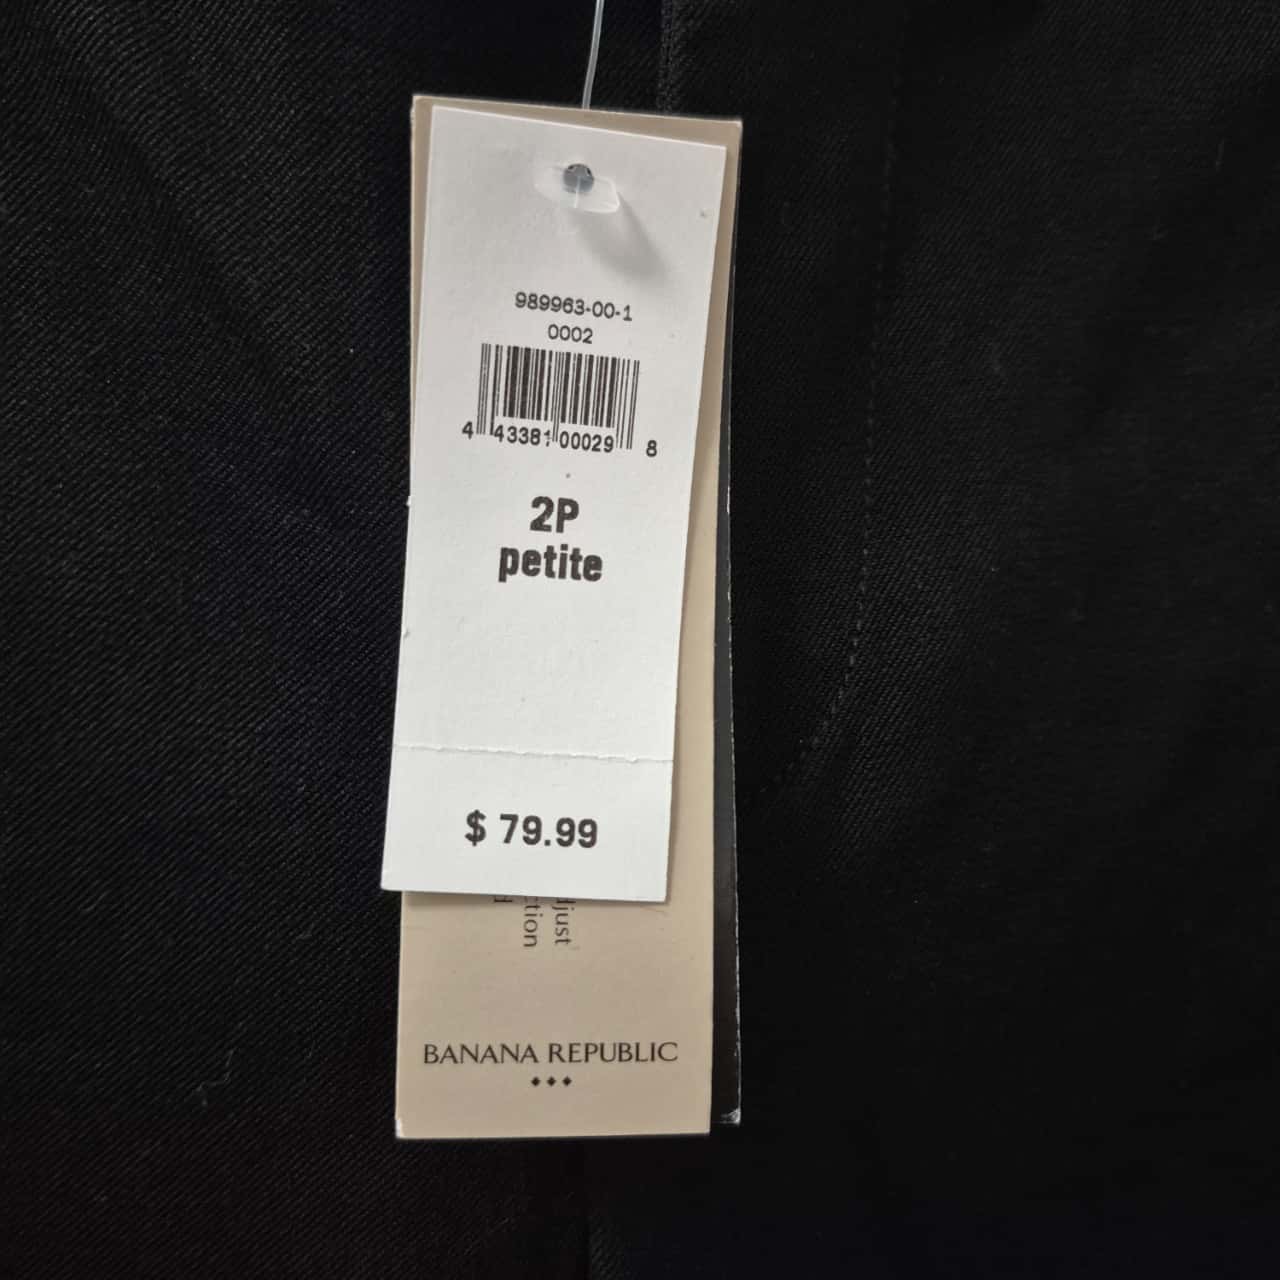 989963-00-1
0002
4 43381 00029 8
2P
petite
$ 79.99
BANANA REPUBLIC